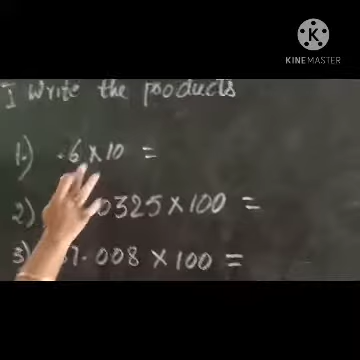 KINEMASTER
I Write the products
1.) .6 × 10 =
2) 0325 × 100 =
3) 7.008 × 100 =